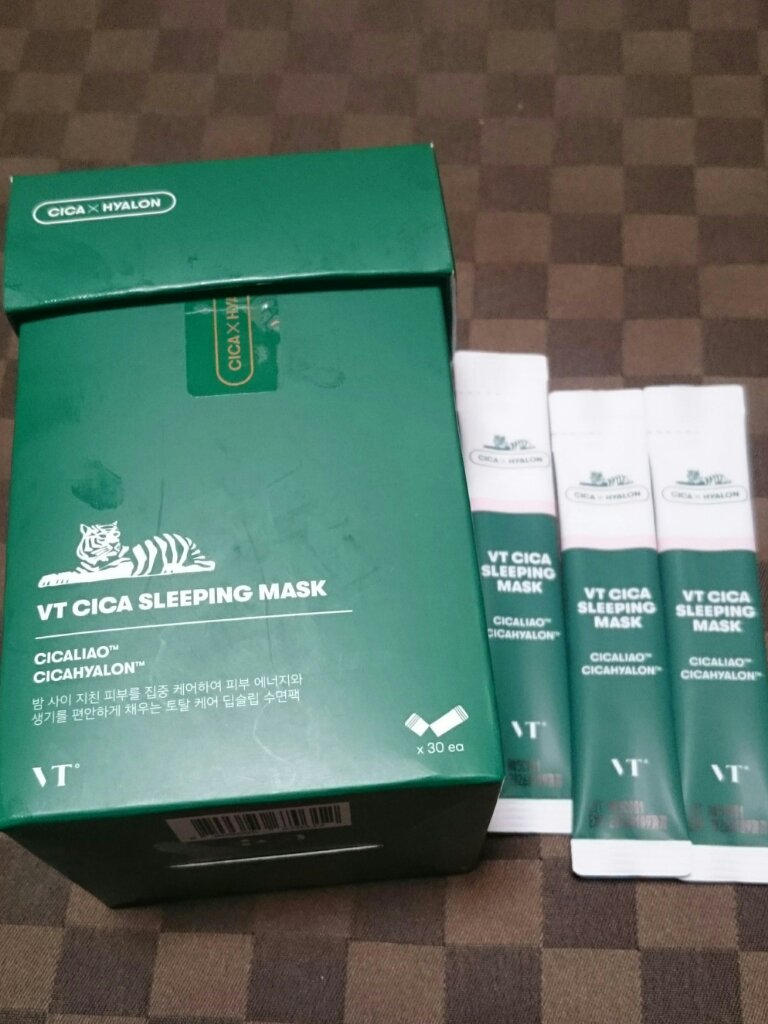 CICA X HYALON
CICA X HYA
VT CICA SLEEPING MASK
CICALIAO™
CICAHYALON™
밤 사이 지친 피부를 집중 케어하여 피부 에너지와
생기를 편안하게 채우는 토탈 케어 딥슬립 수면팩
x 30 ea
VT
CICA X HYALON
VT CICA
SLEEPING
MASK
CICALIAO™
CICAHYALON™
VT
CICA X HYALON
VT CICA
SLEEPING
MASK
CICALIAO™
CICAHYALON™
VT
CICA X HYALON
VT CICA
SLEEPING
MASK
CICALIAO™
CICAHYALON™
VT